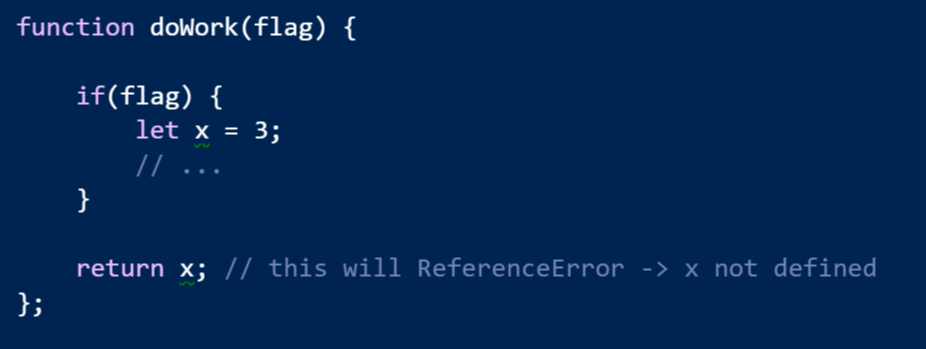 function doWork(flag) {
if(flag) {
let x = 3;
// ...
}
return x; // this will ReferenceError -> x not defined
};